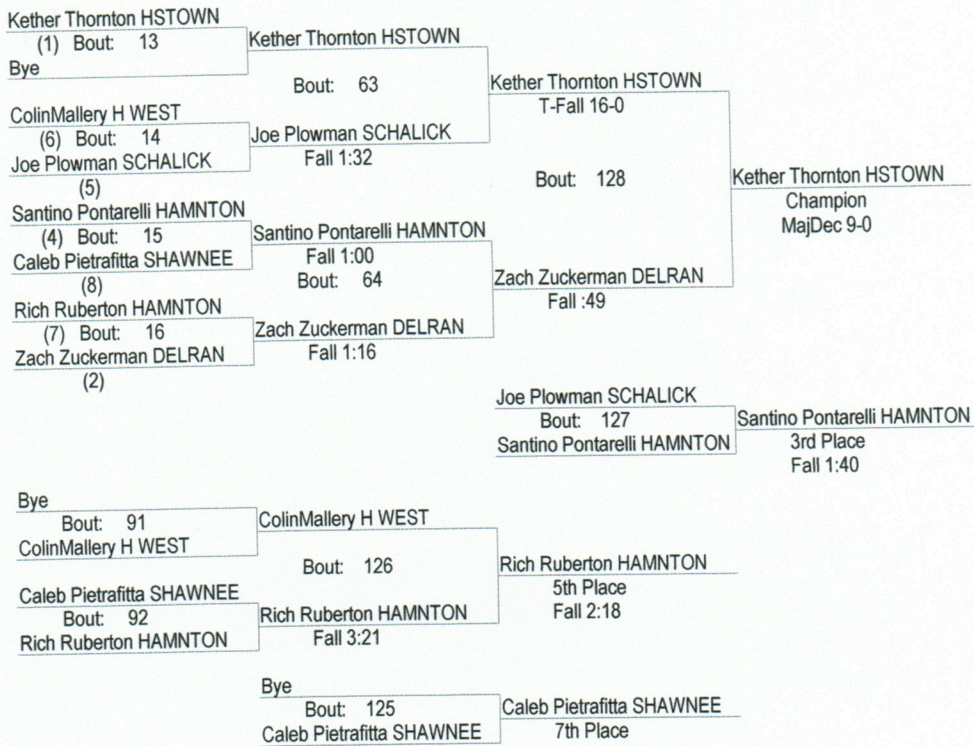 Kether Thornton HSTOWN
(1) Bout: 13
Bye
Kether Thornton HSTOWN
Bout: 63
ColinMallery H WEST
(6) Bout: 14
Joe Plowman SCHALICK
(5)
Joe Plowman SCHALICK
Fall 1:32
Kether Thornton HSTOWN
T-Fall 16-0
Bout: 128
Kether Thornton HSTOWN
Champion
MajDec 9-0
Santino Pontarelli HAMNTON
(4) Bout: 15
Caleb Pietrafitta SHAWNEE
(8)
Santino Pontarelli HAMNTON
Fall 1:00
Bout: 64
Rich Ruberton HAMNTON
(7) Bout: 16
Zach Zuckerman DELRAN
(2)
Zach Zuckerman DELRAN
Fall 1:16
Zach Zuckerman DELRAN
Fall :49
Joe Plowman SCHALICK
Bout: 127
Santino Pontarelli HAMNTON
Santino Pontarelli HAMNTON
3rd Place
Fall 1:40
Bye
Bout: 91
ColinMallery H WEST
ColinMallery H WEST
Bout: 126
Caleb Pietrafitta SHAWNEE
Bout: 92
Rich Ruberton HAMNTON
Rich Ruberton HAMNTON
Fall 3:21
Rich Ruberton HAMNTON
5th Place
Fall 2:18
Bye
Bout: 125
Caleb Pietrafitta SHAWNEE
Caleb Pietrafitta SHAWNEE
7th Place